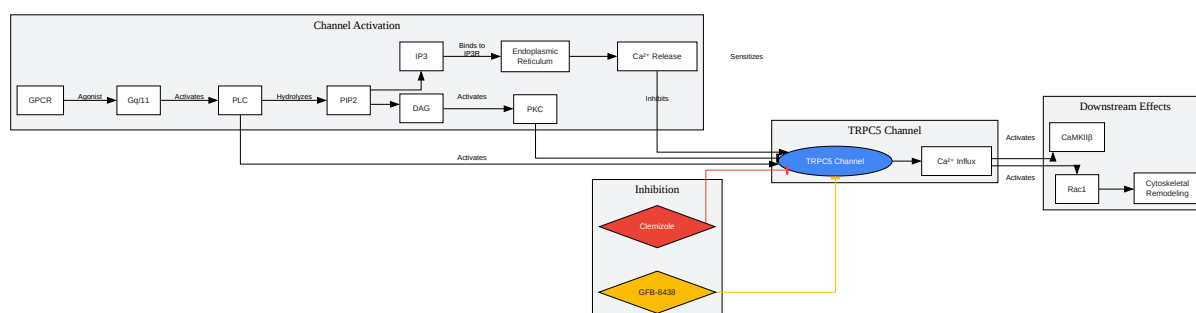 Channel Activation
IP3
Binds to
IP3R
Endoplasmic
Reticulum
Ca²⁺ Release
Sensitizes
GPCR
Agonist
Gq/11
Activates
PLC
Hydrolyzes
PIP2
DAG
Activates
PKC
Inhibits
Activates
TRPC5 Channel
TRPC5 Channel
Ca²⁺ Influx
Activates
Activates
Downstream Effects
CaMKIIβ
Rac1
Cytoskeletal
Remodeling
Inhibition
Clemizole
GFB-8438